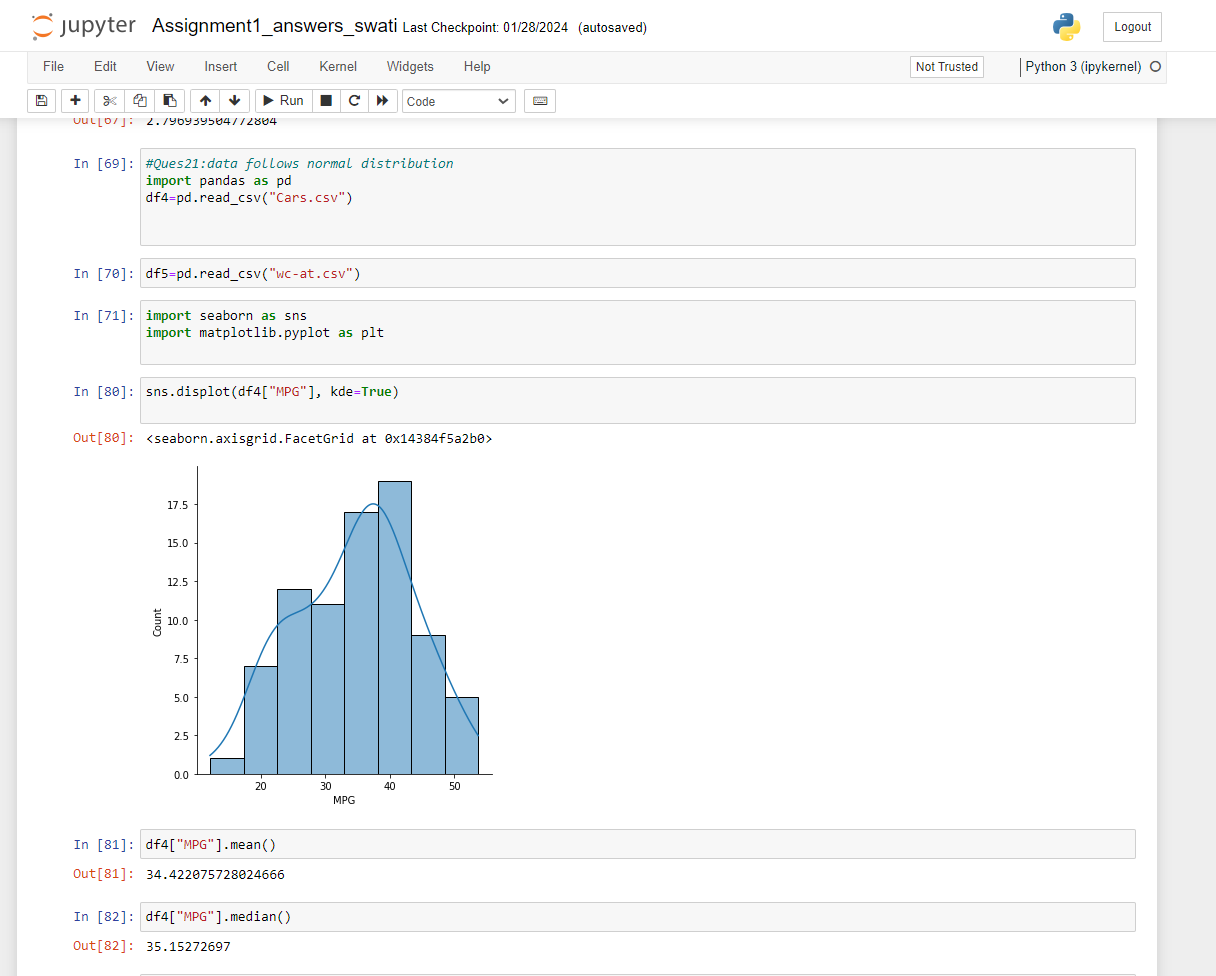 jupyter Assignment1_answers_swati Last Checkpoint: 01/28/2024 (autosaved)
Logout
File Edit View Insert Cell Kernel Widgets Help
Not Trusted
Python 3 (ipykernel)
Run
Code
Out[67]: 2.796939504772804
In [69]: #Ques21:data follows normal distribution
import pandas as pd
df4=pd.read_csv("Cars.csv")
In [70]: df5=pd.read_csv("wc-at.csv")
In [71]: import seaborn as sns
import matplotlib.pyplot as plt
In [80]: sns.displot(df4["MPG"], kde=True)
Out[80]: <seaborn.axisgrid.FacetGrid at 0x14384f5a2b0>
17.5
15.0
12.5
10.0
7.5
5.0
2.5
0.0
Count
20 30 40 50
MPG
In [81]: df4["MPG"].mean()
Out[81]: 34.422075728024666
In [82]: df4["MPG"].median()
Out[82]: 35.15272697